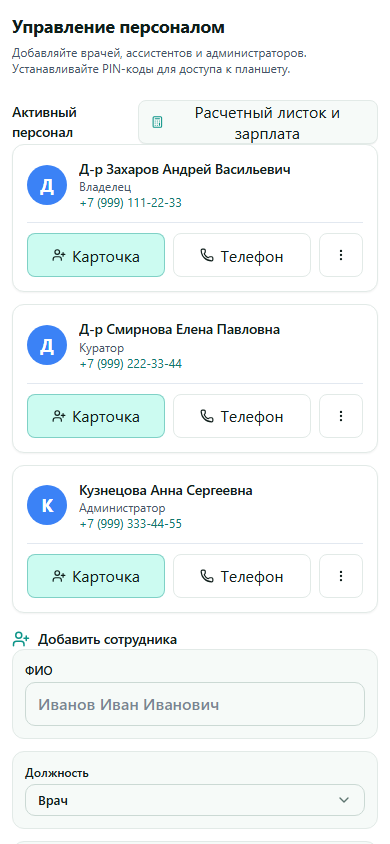 Управление персоналом
Добавляйте врачей, ассистентов и администраторов.
Устанавливайте PIN-коды для доступа к планшету.
Активный
персонал
Расчетный листок и
зарплата
Д
Д-р Захаров Андрей Васильевич
Владелец
+7 (999) 111-22-33
Карточка
Телефон
Д
Д-р Смирнова Елена Павловна
Куратор
+7 (999) 222-33-44
Карточка
Телефон
К
Кузнецова Анна Сергеевна
Администратор
+7 (999) 333-44-55
Карточка
Телефон
Добавить сотрудника
ФИО
Иванов Иван Иванович
Должность
Врач